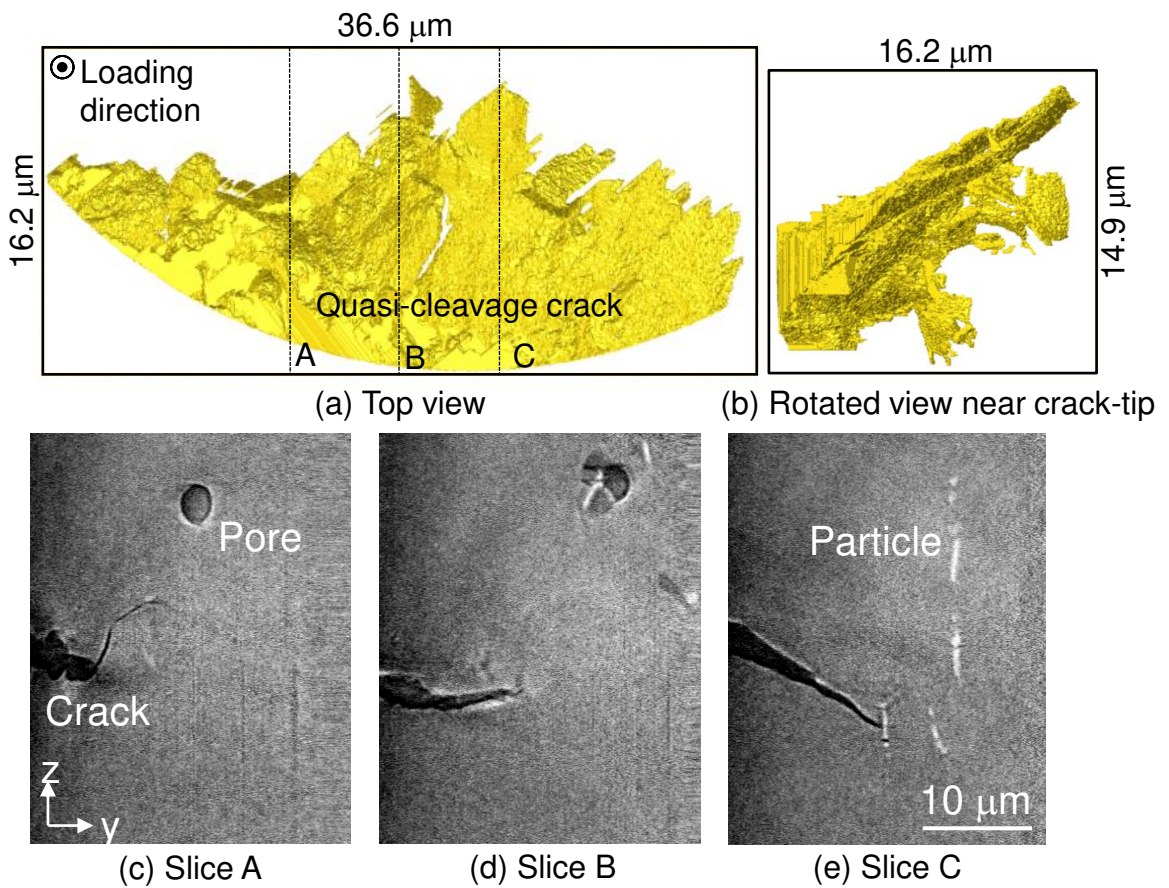 36.6 μm
Loading
direction
16.2 μm
Quasi-cleavage crack
A
B
C
(a) Top view
16.2 μm
14.9 μm
(b) Rotated view near crack-tip
Pore
Crack
z
y
(c) Slice A
(d) Slice B
Particle
10 μm
(e) Slice C